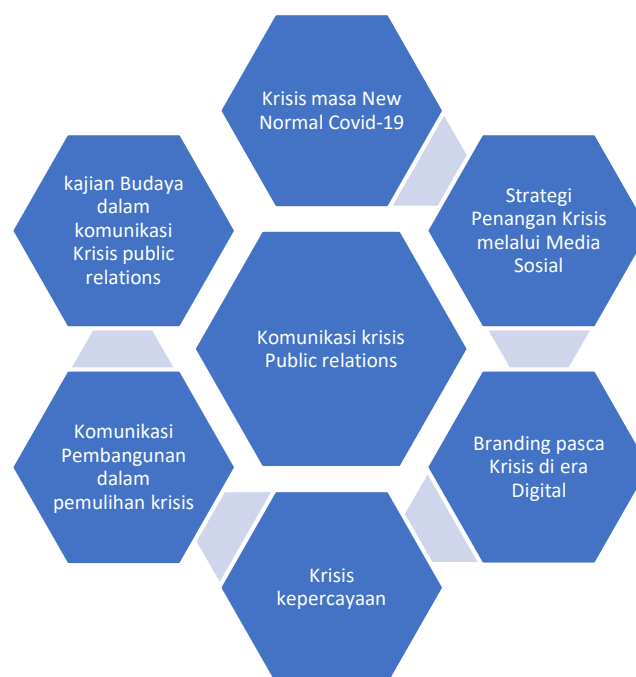 Krisis masa New
Normal Covid-19
Strategi
Penangan Krisis
melalui Media
Sosial
Branding pasca
Krisis di era
Digital
Krisis
kepercayaan
Komunikasi
Pembangunan
dalam
pemulihan krisis
kajian Budaya
dalam
komunikasi
Krisis public
relations
Komunikasi krisis
Public relations